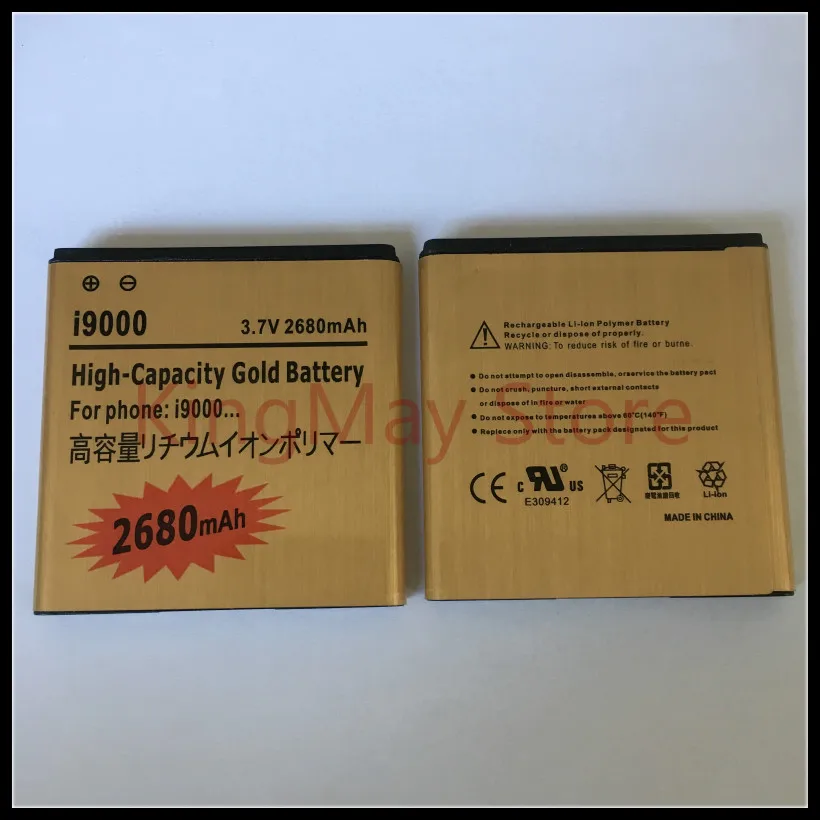 i9000
3.7V 2680mAh
High-Capacity Gold Battery
For phone: i9000...
高容量リチウムイオンポリマー
2680mAh
Rechargeable Li-Ion Polymer Battery
Recycle or dispose of properly.
WARNING: To reduce risk of fire or burne.
● Do not attempt to open disassemble, orservice the battery pact
● Do not crush, puncture, short external contacts
or dispose of in fire or water
● Do not expose to temperatures above 60°C(140°F)
● Replace only with the battery pack designated for this product
CE
c UR® US
E309412
Li-ion
MADE IN CHINA
KingMay Store